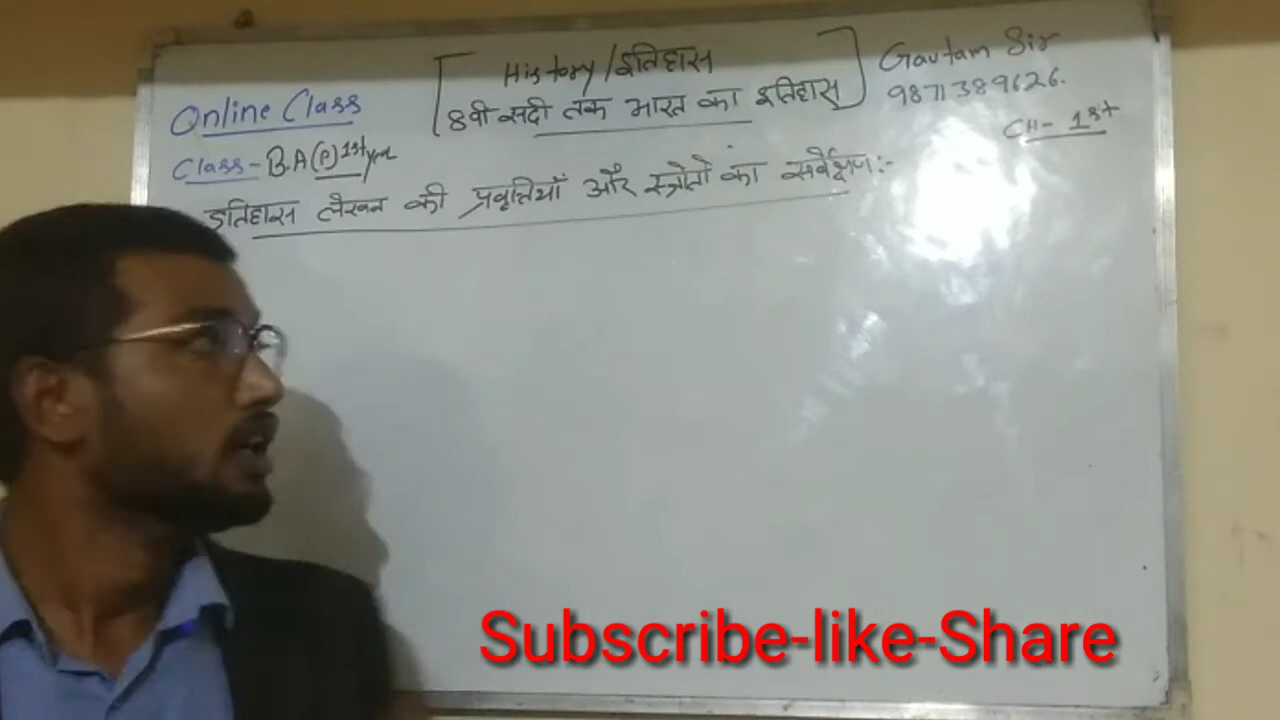 History/इतिहास
8वी सदी तक भारत का इतिहास
Gautam Sir
9871389626.
Online Class
Class-B.A(P)1st year
CH- 1st
इतिहास लेखन की प्रवृत्तियाँ और स्त्रोतो का सर्वेक्षण:-
Subscribe-like-Share